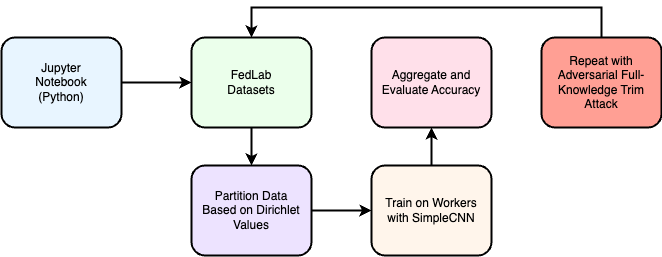 Jupyter
Notebook
(Python)
FedLab
Datasets
Aggregate and
Evaluate Accuracy
Repeat with
Adversarial Full-
Knowledge Trim
Attack
Partition Data
Based on Dirichlet
Values
Train on Workers
with SimpleCNN